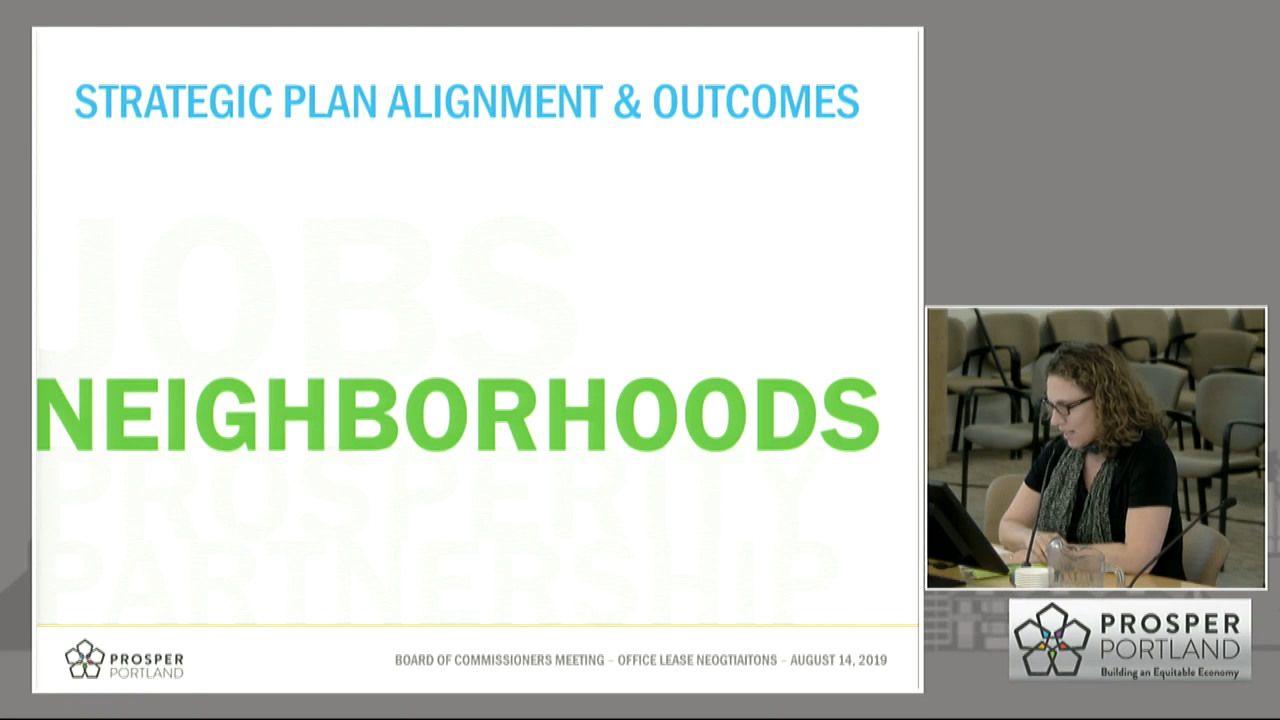 STRATEGIC PLAN ALIGNMENT & OUTCOMES
JOBS
NEIGHBORHOODS
PROSPERITY
PARTNERSHIP
PROSPER
PORTLAND
BOARD OF COMMISSIONERS MEETING – OFFICE LEASE NEOGTIAITONS – AUGUST 14, 2019
PROSPER
PORTLAND
Building an Equitable Economy